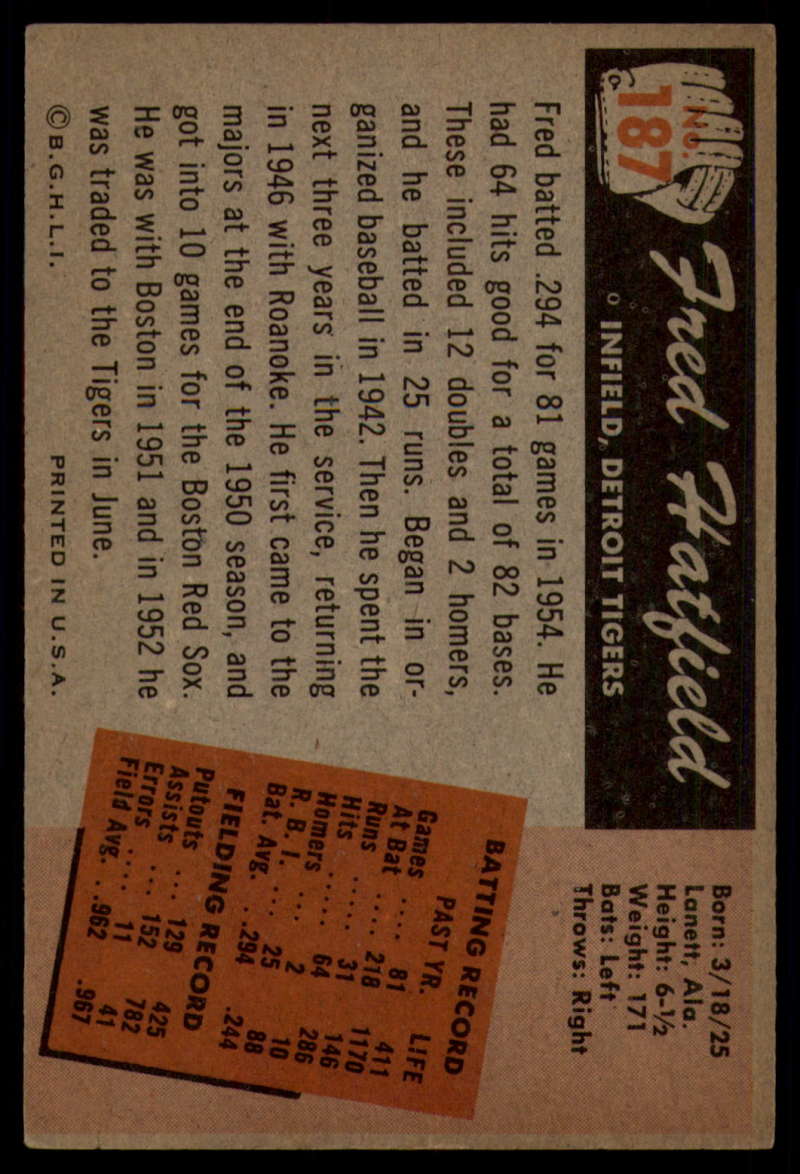 NO.
187
Fred Hatfield
INFIELD, DETROIT TIGERS
Born: 3/18/25
Lanett, Ala.
Height: 6-½
Weight: 171
Bats: Left
Throws: Right
Fred batted .294 for 81 games in 1954. He
had 64 hits good for a total of 82 bases.
These included 12 doubles and 2 homers,
and he batted in 25 runs. Began in or-
ganized baseball in 1942. Then he spent the
next three years in the service, returning
in 1946 with Roanoke. He first came to the
majors at the end of the 1950 season, and
got into 10 games for the Boston Red Sox.
He was with Boston in 1951 and in 1952 he
was traded to the Tigers in June.
© B.G.H.L.I. PRINTED IN U.S.A.
BATTING RECORD
PAST YR. LIFE
Games .... 81 411
At Bat .... 218 1170
Runs ..... 31 146
Hits ..... 64 286
Homers ... 2 10
R. B. I. ... 25 88
Bat. Avg. . .294 .244
FIELDING RECORD
Putouts ... 129 425
Assists ... 152 782
Errors .... 11 41
Field Avg. . .962 .967